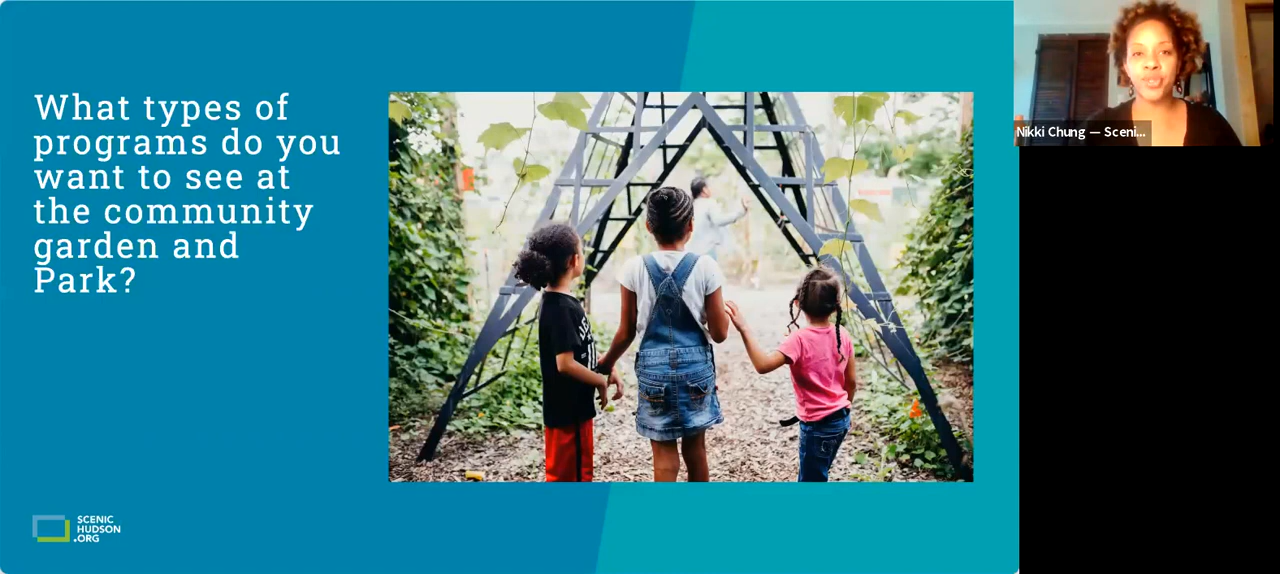 What types of
programs do you
want to see at
the community
garden and
Park?
SCENIC
HUDSON
.ORG
Nikki Chung — Sceni...